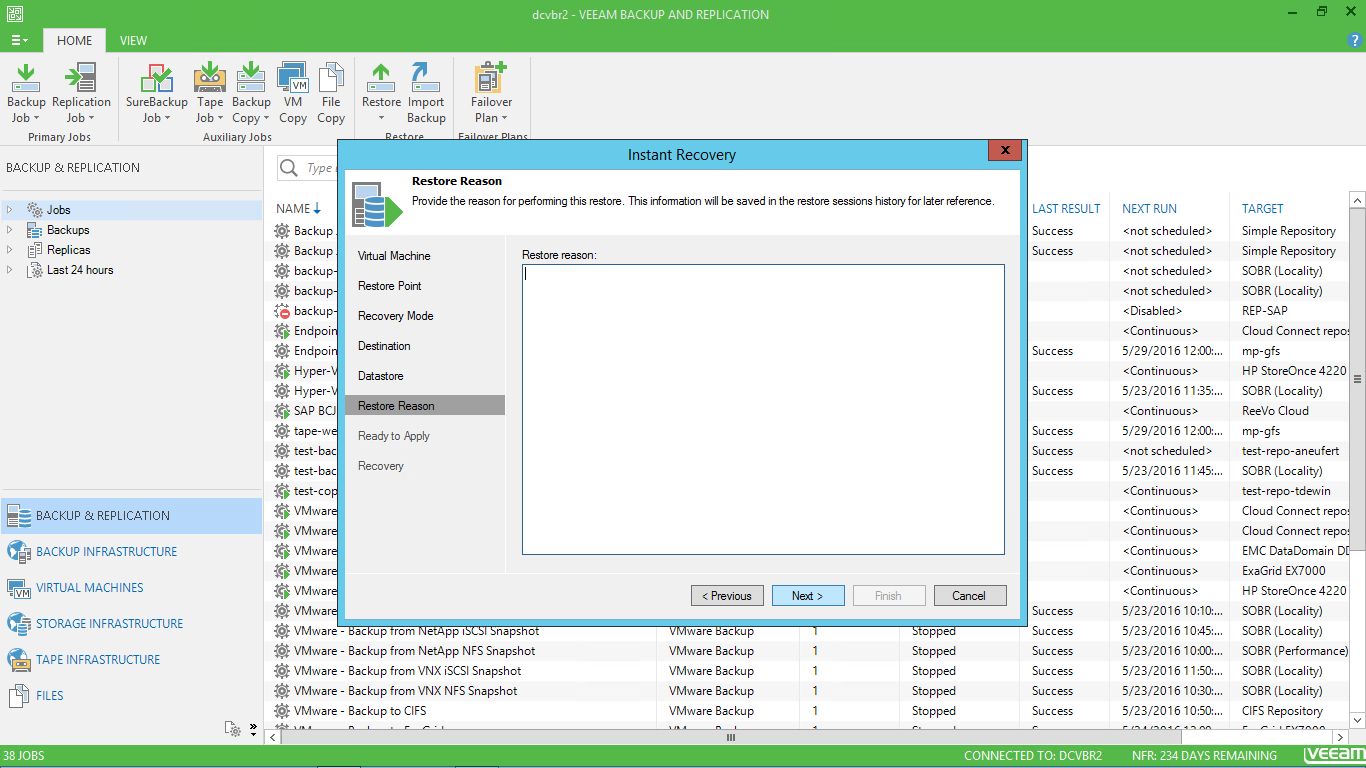 dcvbr2 - VEEAM BACKUP AND REPLICATION
HOME VIEW
Backup Job
Replication Job
SureBackup Job
Tape Job
Backup Copy
VM Copy
File Copy
Restore
Import Backup
Failover Plan
Primary Jobs
Auxiliary Jobs
Restore
Failover Plans
BACKUP & REPLICATION
Jobs
Backups
Replicas
Last 24 hours
BACKUP & REPLICATION
BACKUP INFRASTRUCTURE
VIRTUAL MACHINES
STORAGE INFRASTRUCTURE
TAPE INFRASTRUCTURE
FILES
Type
NAME LAST RESULT NEXT RUN TARGET
Backup Success <not scheduled> Simple Repository
Backup Success <not scheduled> Simple Repository
backup- <not scheduled> SOBR (Locality)
backup- <not scheduled> SOBR (Locality)
backup- <Disabled> REP-SAP
Endpoin <Continuous> Cloud Connect repos
Endpoin Success 5/29/2016 12:00:... mp-gfs
Hyper-V <Continuous> HP StoreOnce 4220
Hyper-V Success 5/23/2016 11:35:... SOBR (Locality)
SAP BCJ <Continuous> ReeVo Cloud
tape-we Success 5/29/2016 12:00:... mp-gfs
test-bac <not scheduled> test-repo-aneufert
test-bac Success 5/23/2016 11:45:... SOBR (Locality)
test-cop <Continuous> test-repo-tdewin
VMware <Continuous> Cloud Connect repos
VMware <Continuous> Cloud Connect repos
VMware <Continuous> EMC DataDomain DD
VMware <Continuous> ExaGrid EX7000
VMware <Continuous> HP StoreOnce 4220
VMware Success 5/23/2016 10:10:... SOBR (Locality)
VMware - Backup from NetApp iSCSI Snapshot VMware Backup 1 Stopped Success 5/23/2016 10:45:... SOBR (Locality)
VMware - Backup from NetApp NFS Snapshot VMware Backup 1 Stopped Success 5/23/2016 10:00:... SOBR (Performance)
VMware - Backup from VNX iSCSI Snapshot VMware Backup 1 Stopped Success 5/23/2016 11:50:... SOBR (Locality)
VMware - Backup from VNX NFS Snapshot VMware Backup 1 Stopped Success 5/23/2016 10:30:... SOBR (Locality)
VMware - Backup to CIFS VMware Backup 1 Stopped Success 5/23/2016 10:50:... CIFS Repository
Instant Recovery
x
Restore Reason
Provide the reason for performing this restore. This information will be saved in the restore sessions history for later reference.
Virtual Machine
Restore Point
Recovery Mode
Destination
Datastore
Restore Reason
Ready to Apply
Recovery
Restore reason:
< Previous Next > Finish Cancel
38 JOBS CONNECTED TO: DCVBR2 NFR: 234 DAYS REMAINING veeam